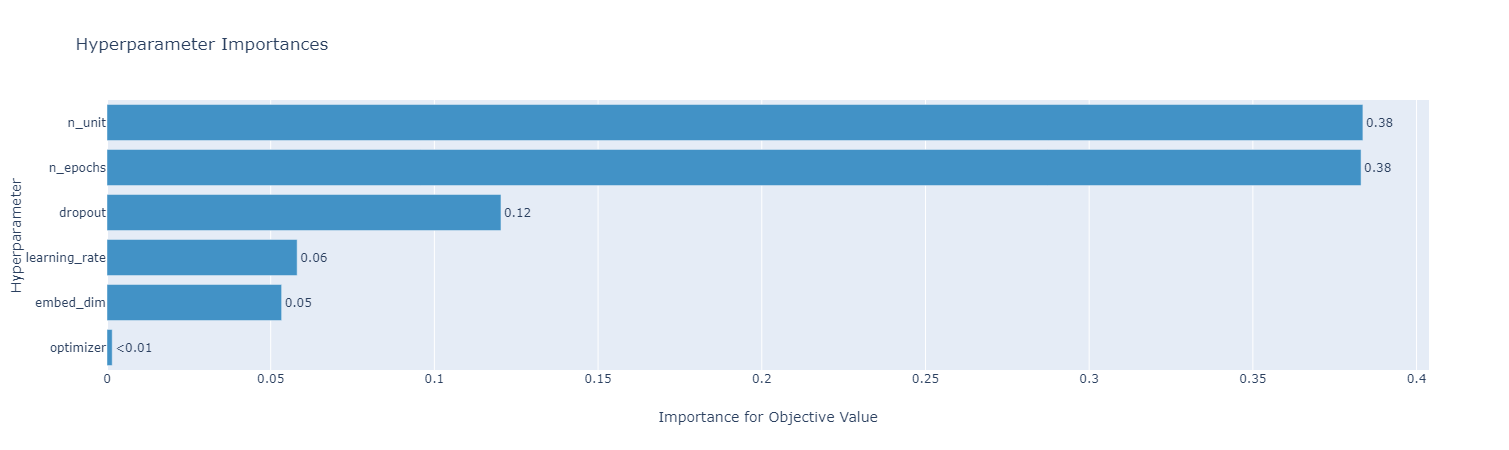 Hyperparameter Importances
Hyperparameter
n_unit 0.38
n_epochs 0.38
dropout 0.12
learning_rate 0.06
embed_dim 0.05
optimizer <0.01
0 0.05 0.1 0.15 0.2 0.25 0.3 0.35 0.4
Importance for Objective Value